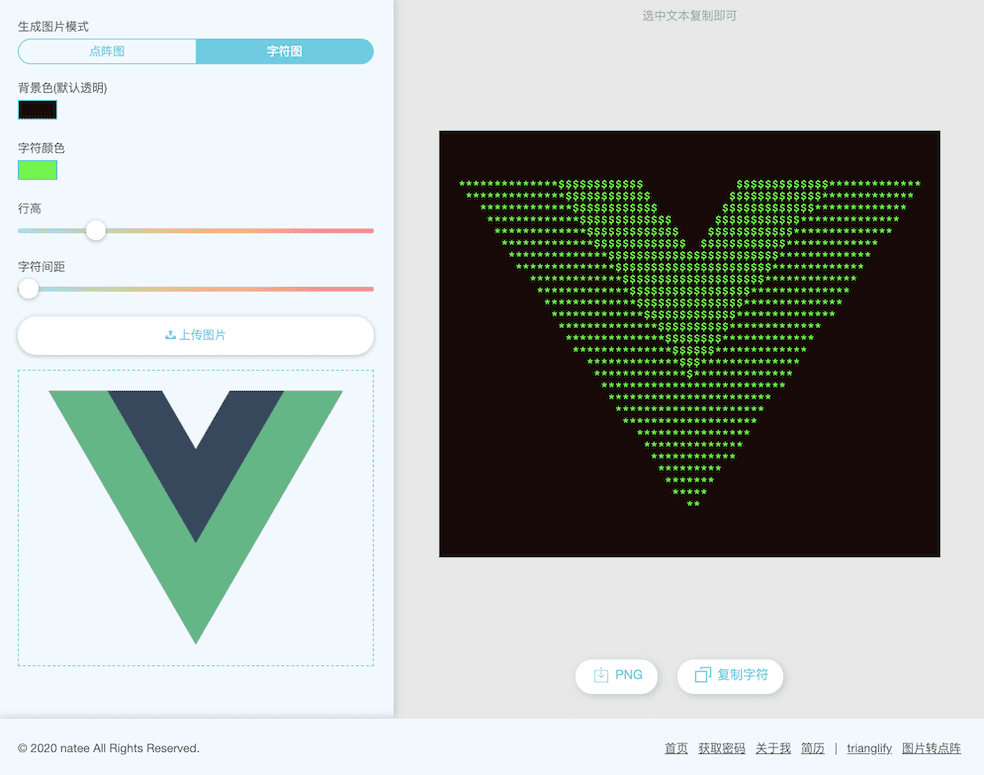 生成图片模式
点阵图 字符图
背景色(默认透明)
字符颜色
行高
字符间距
上传图片
选中文本复制即可
PNG 复制字符
© 2020 natee All Rights Reserved.
首页 获取密码 关于我 简历 | trianglify 图片转点阵